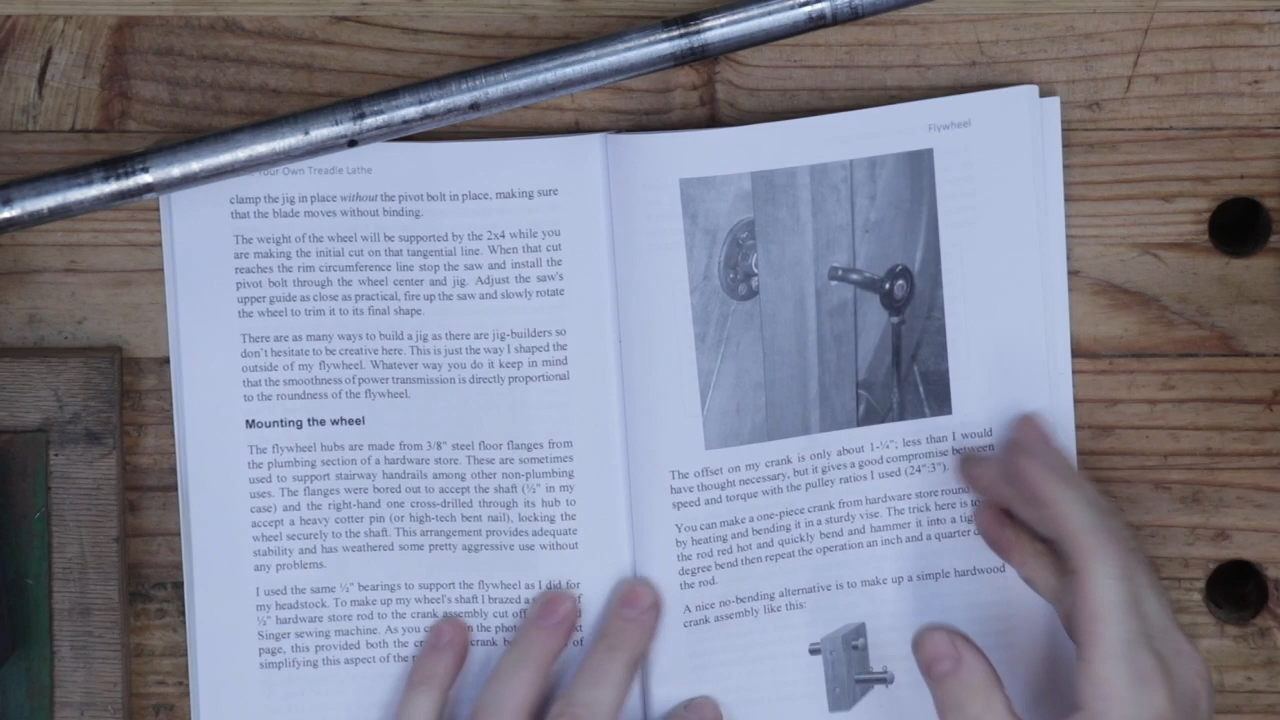 Your Own Treadle Lathe
clamp the jig in place without the pivot bolt in place, making sure
that the blade moves without binding.
The weight of the wheel will be supported by the 2x4 while you
are making the initial cut on that tangential line. When that cut
reaches the rim circumference line stop the saw and install the
pivot bolt through the wheel center and jig. Adjust the saw's
upper guide as close as practical, fire up the saw and slowly rotate
the wheel to trim it to its final shape.
There are as many ways to build a jig as there are jig-builders so
don't hesitate to be creative here. This is just the way I shaped the
outside of my flywheel. Whatever way you do it keep in mind
that the smoothness of power transmission is directly proportional
to the roundness of the flywheel.
Mounting the wheel
The flywheel hubs are made from 3/8" steel floor flanges from
the plumbing section of a hardware store. These are sometimes
used to support stairway handrails among other non-plumbing
uses. The flanges were bored out to accept the shaft (½" in my
case) and the right-hand one cross-drilled through its hub to
accept a heavy cotter pin (or high-tech bent nail), locking the
wheel securely to the shaft. This arrangement provides adequate
stability and has weathered some pretty aggressive use without
any problems.
I used the same ½" bearings to support the flywheel as I did for
my headstock. To make up my wheel's shaft I brazed a of
½" hardware store rod to the crank assembly cut off
Singer sewing machine. As you in the
page, this provided both the crank of
simplifying this aspect of the
Flywheel
The offset on my crank is only about 1-¼"; less than I would
have thought necessary, but it gives a good compromise between
speed and torque with the pulley ratios I used (24":3").
You can make a one-piece crank from hardware store round
by heating and bending it in a sturdy vise. The trick here is to
the rod red hot and quickly bend and hammer it into a
degree bend then repeat the operation an inch and a quarter
the rod.
A nice no-bending alternative is to make up a simple hardwood
crank assembly like this: